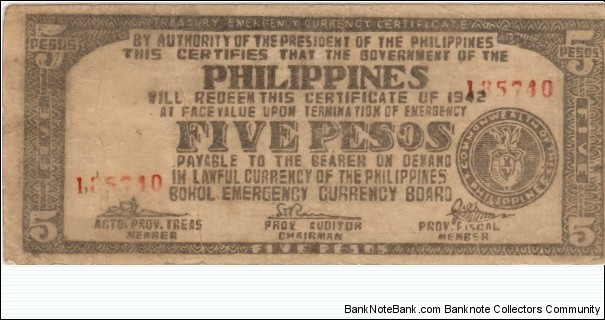 5 TREASURY EMERGENCY CURRENCY CERTIFICATE 5
PESOS BY AUTHORITY OF THE PRESIDENT OF THE PHILIPPINES PESOS
THIS CERTIFIES THAT THE GOVERNMENT OF THE
PHILIPPINES 185740
WILL REDEEM THIS CERTIFICATE OF 1942
AT FACE VALUE UPON TERMINATION OF EMERGENCY
FIVE FIVE PESOS FIVE
COMMONWEALTH OF THE PHILIPPINES
PAYABLE TO THE BEARER ON DEMAND
185740 IN LAWFUL CURRENCY OF THE PHILIPPINES
BOHOL EMERGENCY CURRENCY BOARD
5 ACTG. PROV. TREAS PROV. AUDITOR PROV. FISCAL 5
MEMBER CHAIRMAN MEMBER
FIVE PESOS
BankNoteBank.com - Banknote Collectors Community